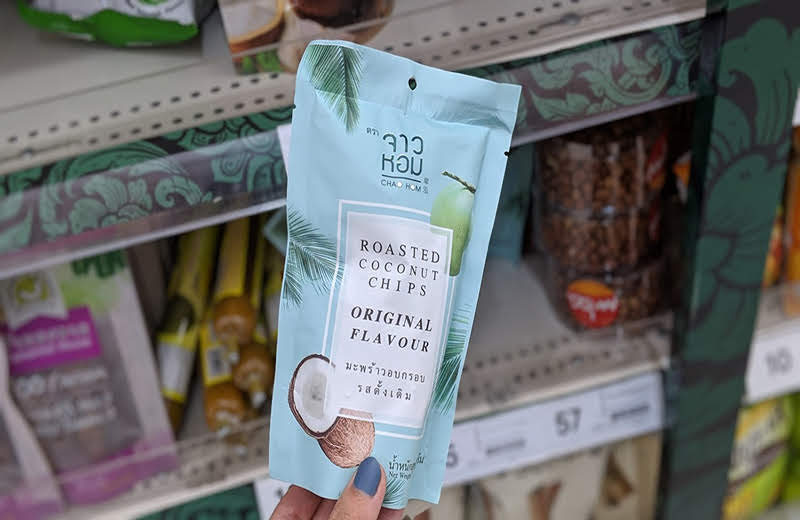 ตรา
จาว
หอม
CHAO HOM
ROASTED
COCONUT
CHIPS
ORIGINAL
FLAVOUR
มะพร้าวอบกรอบ
รสดั้งเดิม
57
10